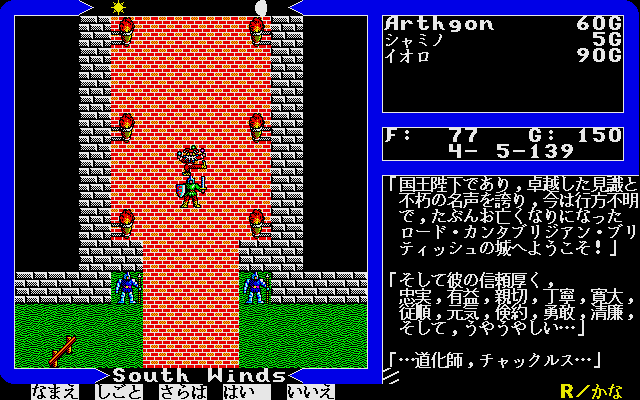 Arthgon 60G
シャミノ 5G
イオロ 90G
F: 77 G: 150
4- 5-139
「国王陛下であり，卓越した見識と
不朽の名声を誇り，今は行方不明
で，たぶんお亡くなりになった
ロード・カンタブリジアン・ブリ
ティッシュの城へようこそ！」
「そして彼の信頼厚く，
忠実，有益，親切，丁寧，寛大，
従順，元気，倹約，勇敢，清廉，
そして，うやうやしい…」
「…道化師，チャックルス…」
South Winds
なまえ しごと さらば はい いいえ
R/かな